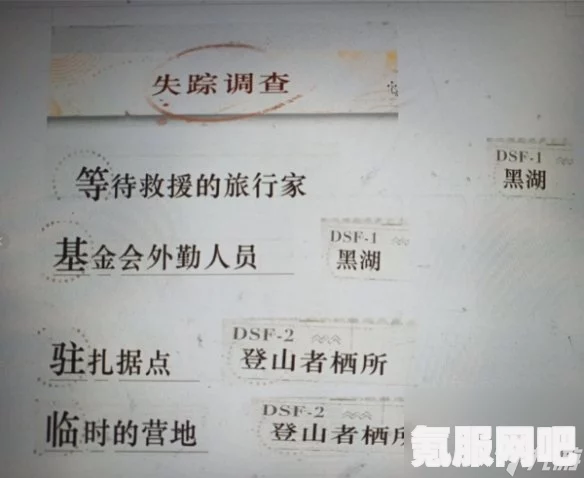 失踪调查
等待救援的旅行家
DSF-1
黑湖
基金会外勤人员
DSF-1
黑湖
驻扎据点
DSF-2
登山者栖所
临时的营地
DSF-2
登山者栖
氪服网吧